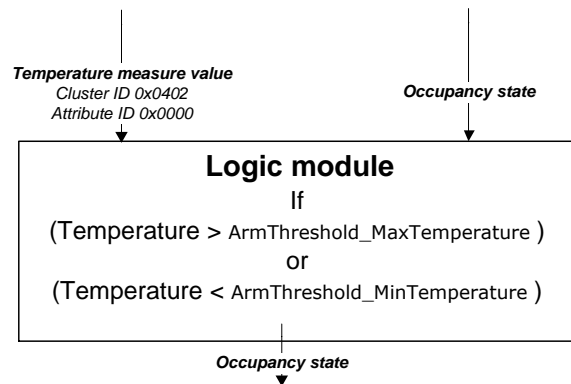 Temperature measure value
Cluster ID 0x0402
Attribute ID 0x0000
Occupancy state
Logic module
If
(Temperature > ArmThreshold_MaxTemperature )
or
(Temperature < ArmThreshold_MinTemperature )
Occupancy state